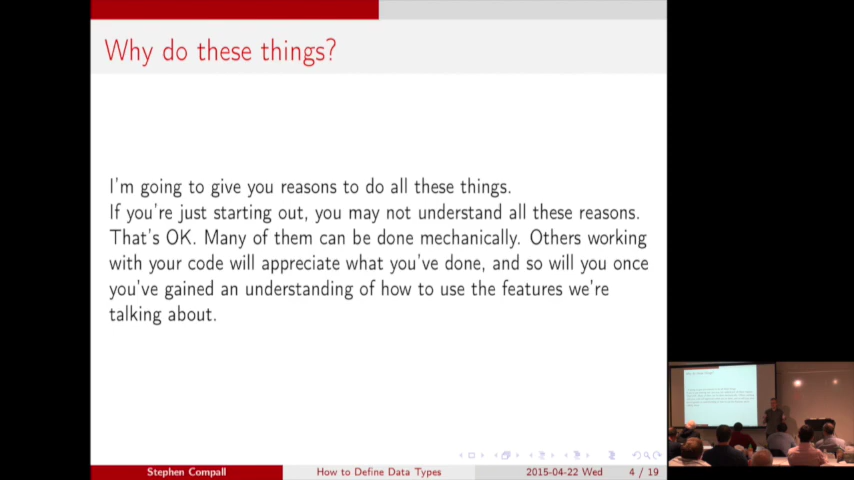 Why do these things?
I'm going to give you reasons to do all these things.
If you're just starting out, you may not understand all these reasons.
That's OK. Many of them can be done mechanically. Others working
with your code will appreciate what you've done, and so will you once
you've gained an understanding of how to use the features we're
talking about.
Stephen Compall
How to Define Data Types
2015-04-22 Wed
4 / 19